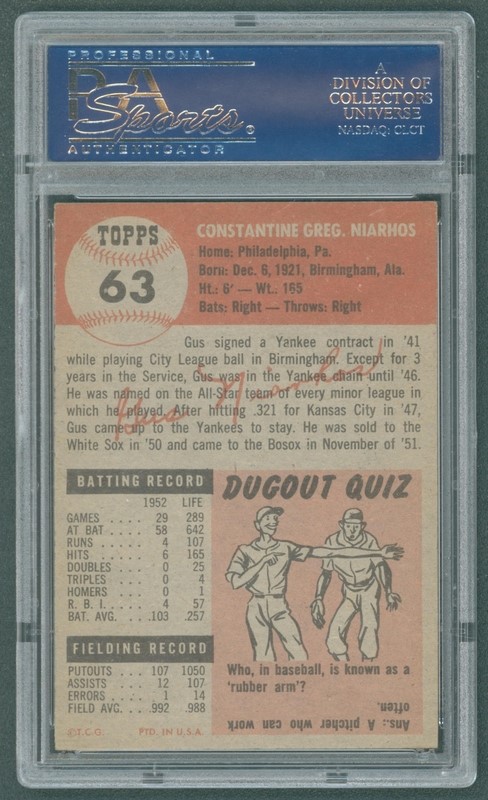 PROFESSIONAL
PSA
Sports®
AUTHENTICATOR
A
DIVISION OF
COLLECTORS
UNIVERSE
NASDAQ: CLCT
TOPPS
63
CONSTANTINE GREG. NIARHOS
Home: Philadelphia, Pa.
Born: Dec. 6, 1921, Birmingham, Ala.
Ht.: 6' — Wt.: 165
Bats: Right — Throws: Right
Gus signed a Yankee contract in '41
while playing City League ball in Birmingham. Except for 3
years in the Service, Gus was in the Yankee chain until '46.
He was named on the All-Star team of every minor league in
which he played. After hitting .321 for Kansas City in '47,
Gus came up to the Yankees to stay. He was sold to the
White Sox in '50 and came to the Bosox in November of '51.
Gus Niarhos
BATTING RECORD
1952 LIFE
GAMES . . . . 29 289
AT BAT . . . . 58 642
RUNS . . . . 4 107
HITS . . . . 6 165
DOUBLES . . . 0 25
TRIPLES . . . 0 4
HOMERS . . . 0 1
R. B. I. . . . . 4 57
BAT. AVG. . . .103 .257
FIELDING RECORD
PUTOUTS . . . 107 1050
ASSISTS . . . 12 107
ERRORS . . . 1 14
FIELD AVG. . . .992 .988
©T.C.G. PTD. IN U.S.A.
DUGOUT QUIZ
Who, in baseball, is known as a
'rubber arm'?
Ans.: A pitcher who can work
often.